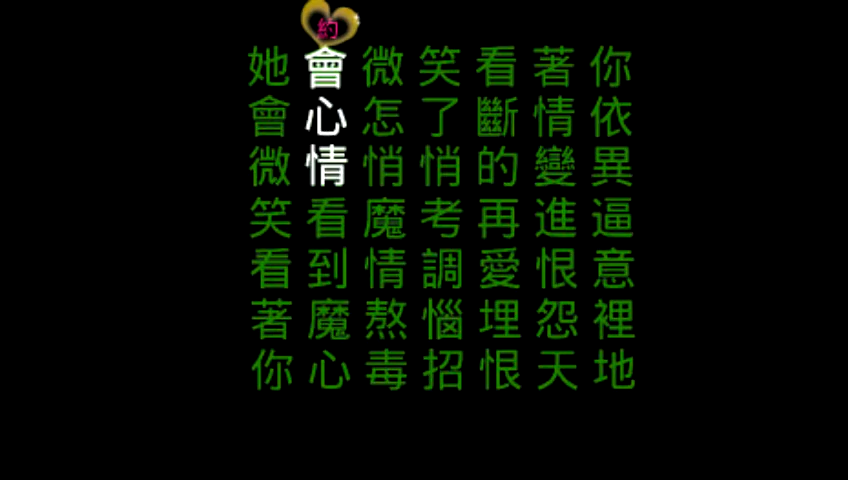 約
她會微笑看著你
會心怎了斷情依
微情悄悄的變異
笑看魔考再進逼
看到情調愛恨意
著魔熬惱埋怨裡
你心毒招恨天地